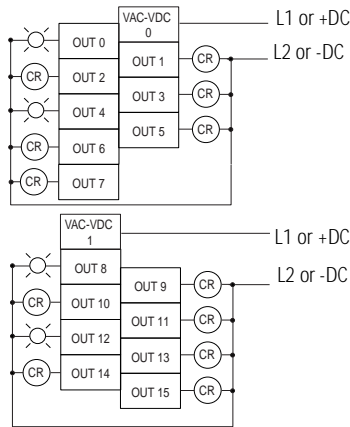 VAC-VDC
0
L1 or +DC
OUT 0
OUT 1
CR
L2 or -DC
CR
OUT 2
OUT 3
CR
OUT 4
OUT 5
CR
CR
OUT 6
CR
OUT 7
VAC-VDC
1
L1 or +DC
OUT 8
L2 or -DC
OUT 9
CR
CR
OUT 10
OUT 11
CR
OUT 12
OUT 13
CR
CR
OUT 14
OUT 15
CR